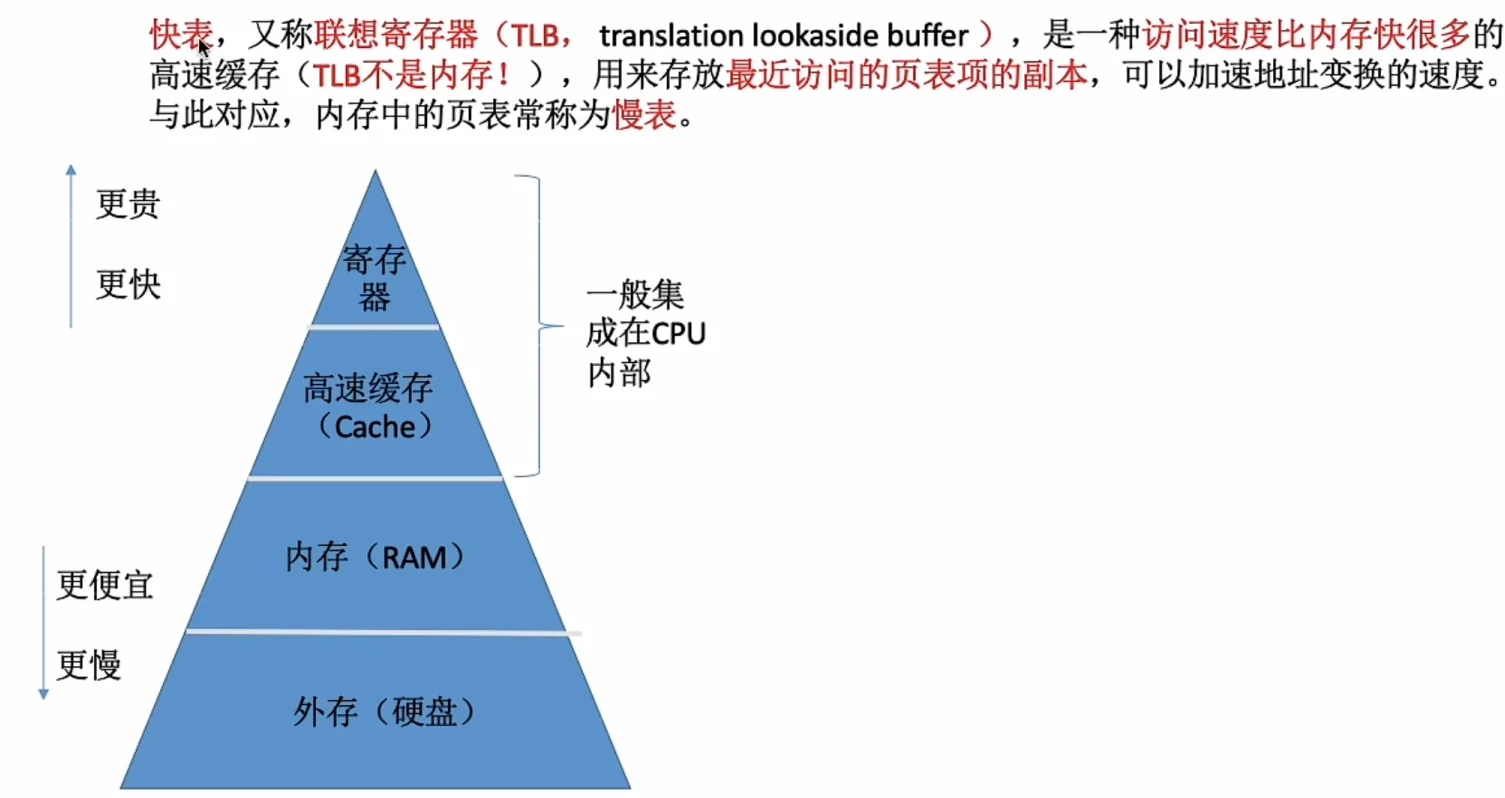 快表，又称联想寄存器（TLB， translation lookaside buffer ），是一种访问速度比内存快很多的
高速缓存（TLB不是内存！），用来存放最近访问的页表项的副本，可以加速地址变换的速度。
与此对应，内存中的页表常称为慢表。
更贵
更快
寄存
器
高速缓存
（Cache）
一般集
成在CPU
内部
内存（RAM）
更便宜
更慢
外存（硬盘）